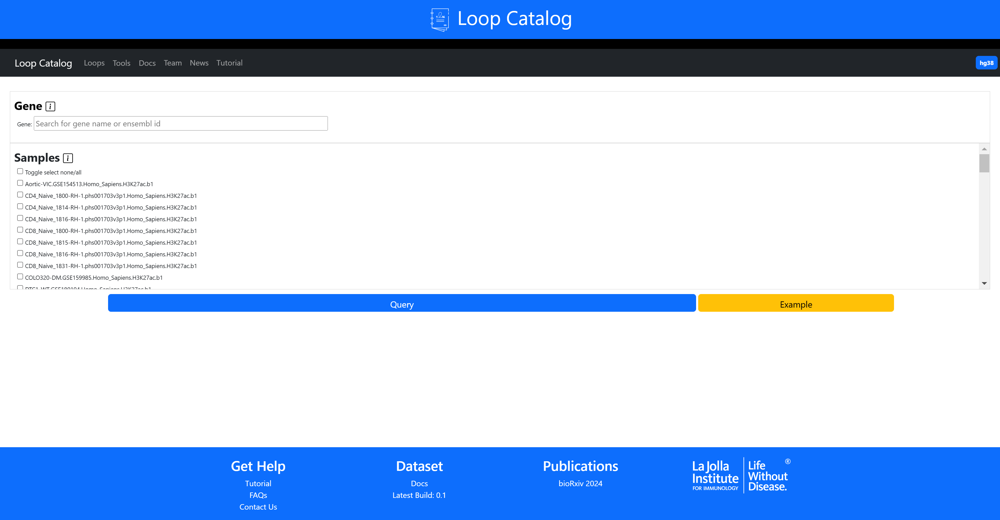 Loop Catalog
Loop Catalog Loops Tools Docs Team News Tutorial hg38
Gene i
Gene: Search for gene name or ensembl id
Samples i
Toggle select none/all
Aortic-VIC.GSE154513.Homo_Sapiens.H3K27ac.b1
CD4_Naive_1800-RH-1.phs001703v3p1.Homo_Sapiens.H3K27ac.b1
CD4_Naive_1814-RH-1.phs001703v3p1.Homo_Sapiens.H3K27ac.b1
CD4_Naive_1816-RH-1.phs001703v3p1.Homo_Sapiens.H3K27ac.b1
CD8_Naive_1800-RH-1.phs001703v3p1.Homo_Sapiens.H3K27ac.b1
CD8_Naive_1815-RH-1.phs001703v3p1.Homo_Sapiens.H3K27ac.b1
CD8_Naive_1816-RH-1.phs001703v3p1.Homo_Sapiens.H3K27ac.b1
CD8_Naive_1831-RH-1.phs001703v3p1.Homo_Sapiens.H3K27ac.b1
COLO320-DM.GSE159985.Homo_Sapiens.H3K27ac.b1
Query Example
Get Help
Tutorial
FAQs
Contact Us
Dataset
Docs
Latest Build: 0.1
Publications
bioRxiv 2024
La Jolla
Institute
FOR IMMUNOLOGY
Life ®
Without
Disease.